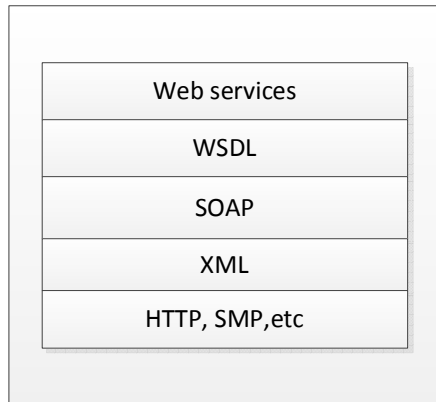 Web services
WSDL
SOAP
XML
HTTP, SMP,etc